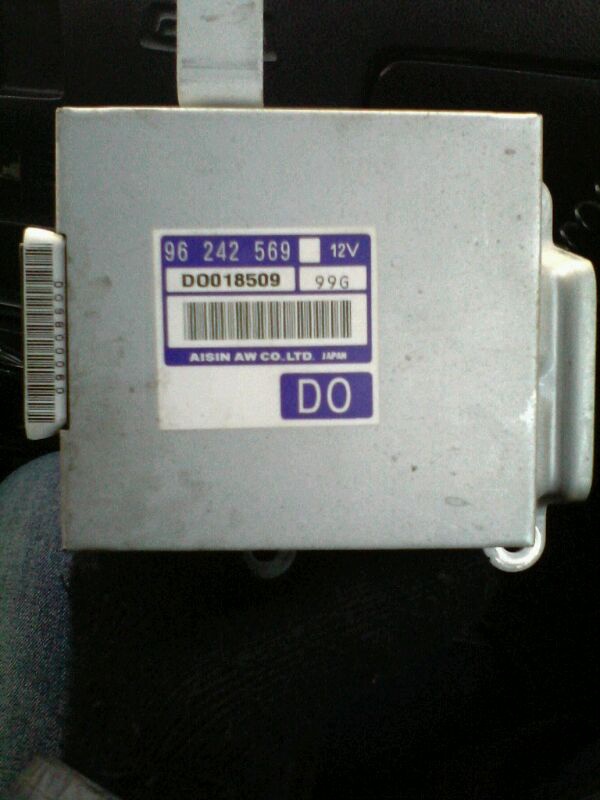 96 242 569 12V
DO018509 99G
AISIN AW CO.,LTD. JAPAN
DO